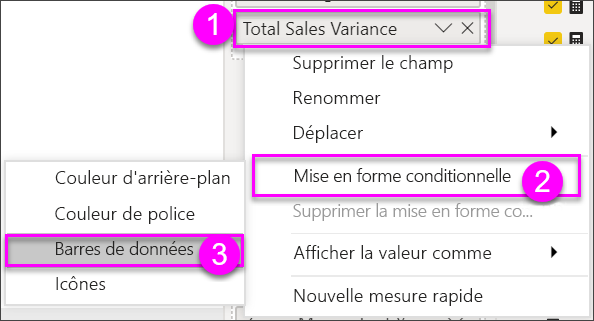 1
Total Sales Variance
Supprimer le champ
Renommer
Déplacer
Mise en forme conditionnelle
2
Supprimer la mise en forme co...
Afficher la valeur comme
Nouvelle mesure rapide
Couleur d'arrière-plan
Couleur de police
Barres de données
3
Icônes